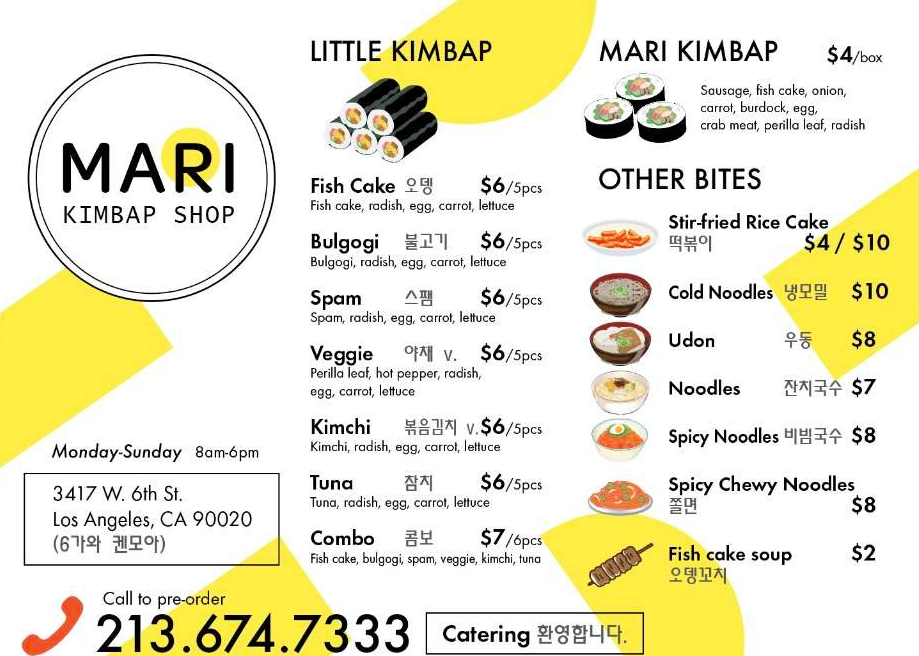 MARI
KIMBAP SHOP
Monday-Sunday 8am-6pm
3417 W. 6th St.
Los Angeles, CA 90020
(6가와 켄모아)
Call to pre-order
213.674.7333
LITTLE KIMBAP
Fish Cake 오뎅 $6/5pcs
Fish cake, radish, egg, carrot, lettuce
Bulgogi 불고기 $6/5pcs
Bulgogi, radish, egg, carrot, lettuce
Spam 스팸 $6/5pcs
Spam, radish, egg, carrot, lettuce
Veggie 야채 V. $6/5pcs
Perilla leaf, hot pepper, radish,
egg, carrot, lettuce
Kimchi 볶음김치 V. $6/5pcs
Kimchi, radish, egg, carrot, lettuce
Tuna 참치 $6/5pcs
Tuna, radish, egg, carrot, lettuce
Combo 콤보 $7/6pcs
Fish cake, bulgogi, spam, veggie, kimchi, tuna
MARI KIMBAP $4/box
Sausage, fish cake, onion,
carrot, burdock, egg,
crab meat, perilla leaf, radish
OTHER BITES
Stir-fried Rice Cake
떡볶이 $4 / $10
Cold Noodles 냉모밀 $10
Udon 우동 $8
Noodles 잔치국수 $7
Spicy Noodles 비빔국수 $8
Spicy Chewy Noodles
쫄면 $8
Fish cake soup $2
오뎅꼬치
Catering 환영합니다.